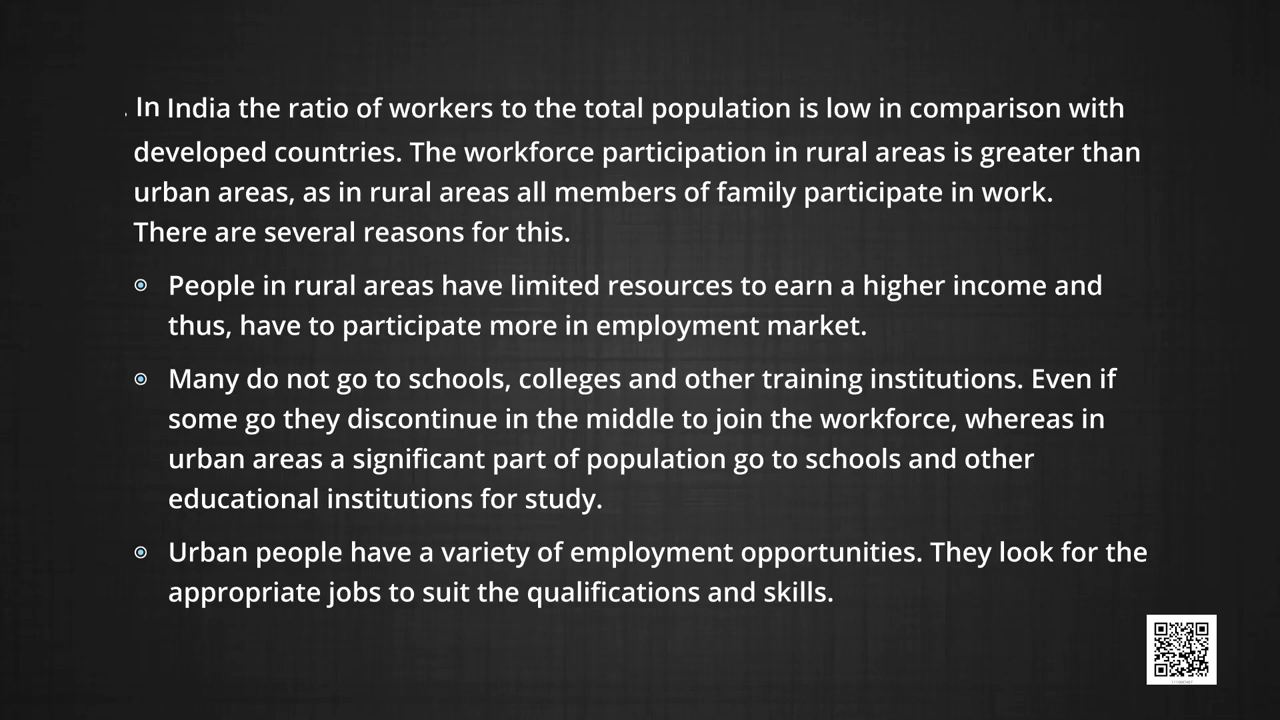 . In India the ratio of workers to the total population is low in comparison with
developed countries. The workforce participation in rural areas is greater than
urban areas, as in rural areas all members of family participate in work.
There are several reasons for this.
People in rural areas have limited resources to earn a higher income and
thus, have to participate more in employment market.
Many do not go to schools, colleges and other training institutions. Even if
some go they discontinue in the middle to join the workforce, whereas in
urban areas a significant part of population go to schools and other
educational institutions for study.
Urban people have a variety of employment opportunities. They look for the
appropriate jobs to suit the qualifications and skills.